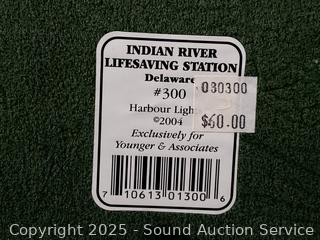 INDIAN RIVER
LIFESAVING STATION
Delaware
#300
030300
Harbour Ligh
$60.00
©2004
Exclusively for
Younger & Associates
7 10613 01300 6
Copyright © 2025 - Sound Auction Service